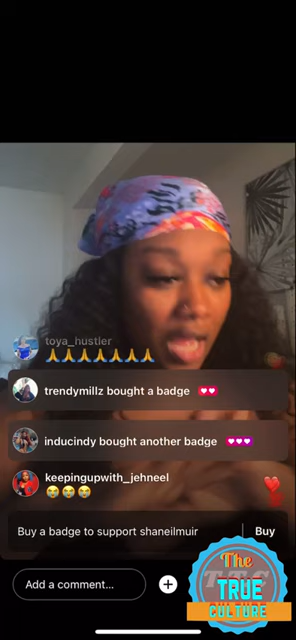 toya_hustler
🙏🙏🙏🙏🙏🙏🙏
trendymillz bought a badge
inducindy bought another badge
keepingupwith_jehneel
😭😭😭
Buy a badge to support shaneilmuir
Buy
Add a comment...
The
TRUE
CULTURE